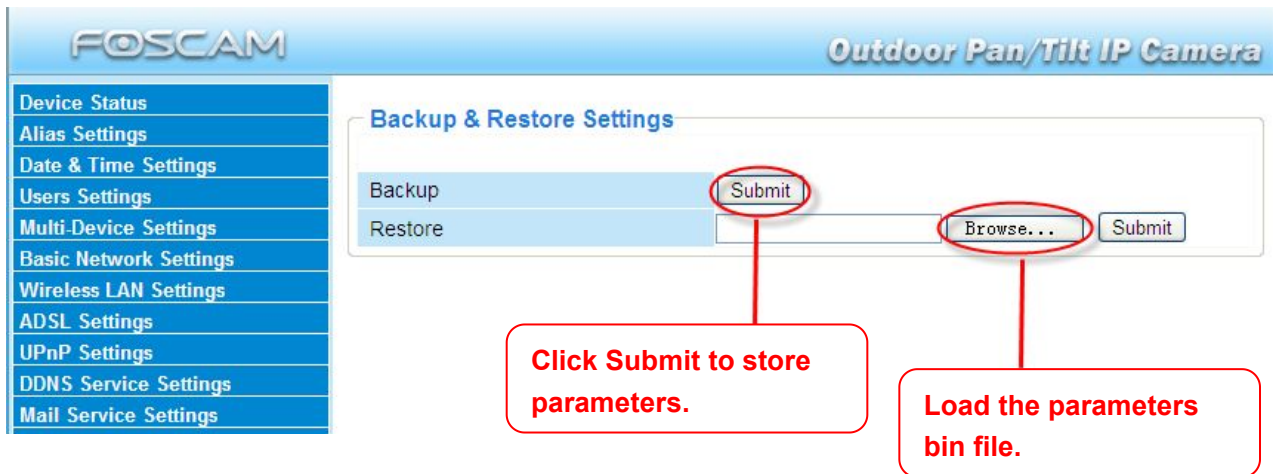 FOSCAM
Outdoor Pan/Tilt IP Camera
Device Status
Alias Settings
Date & Time Settings
Users Settings
Multi-Device Settings
Basic Network Settings
Wireless LAN Settings
ADSL Settings
UPnP Settings
DDNS Service Settings
Mail Service Settings
Backup & Restore Settings
Backup
Submit
Restore
Browse...
Submit
Click Submit to store
parameters.
Load the parameters
bin file.